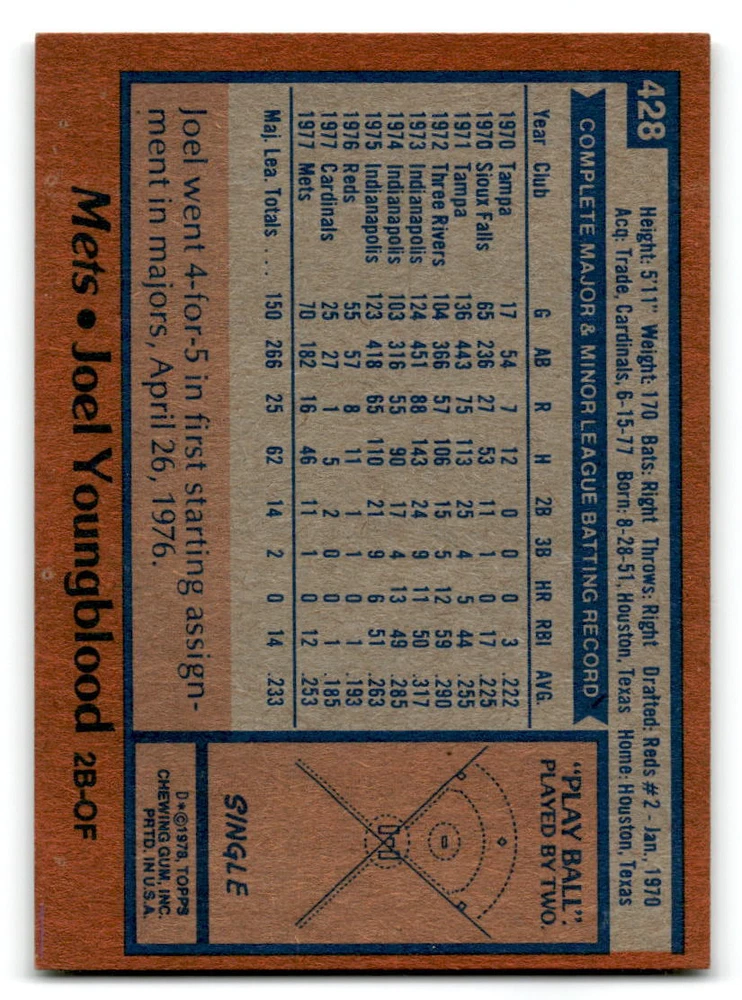 428
Height: 5'11" Weight: 170 Bats: Right Throws: Right Drafted: Reds #2 - Jan., 1970
Acq: Trade, Cardinals, 6-15-77 Born: 8-28-51, Houston, Texas Home: Houston, Texas
COMPLETE MAJOR & MINOR LEAGUE BATTING RECORD
Year Club G AB R H 2B 3B HR RBI AVG.
1970 Tampa 17 54 7 12 0 0 0 3 .222
1970 Sioux Falls 65 236 27 53 11 1 0 17 .225
1971 Tampa 136 443 75 113 25 4 5 44 .255
1972 Three Rivers 104 366 57 106 15 5 12 59 .290
1973 Indianapolis 124 451 88 143 24 9 11 50 .317
1974 Indianapolis 103 316 55 90 17 4 13 49 .285
1975 Indianapolis 123 418 65 110 21 9 6 51 .263
1976 Reds 55 57 8 11 1 1 0 1 .193
1977 Cardinals 25 27 1 5 2 0 0 1 .185
1977 Mets 70 182 16 46 11 1 0 12 .253
Maj. Lea. Totals .... 150 266 25 62 14 2 0 14 .233
Joel went 4-for-5 in first starting assign-
ment in majors, April 26, 1976.
"PLAY BALL":
PLAYED BY TWO.
SINGLE
D*©1978, TOPPS
CHEWING GUM, INC.
PRTD. IN U.S.A.
Mets • Joel Youngblood 2B-OF